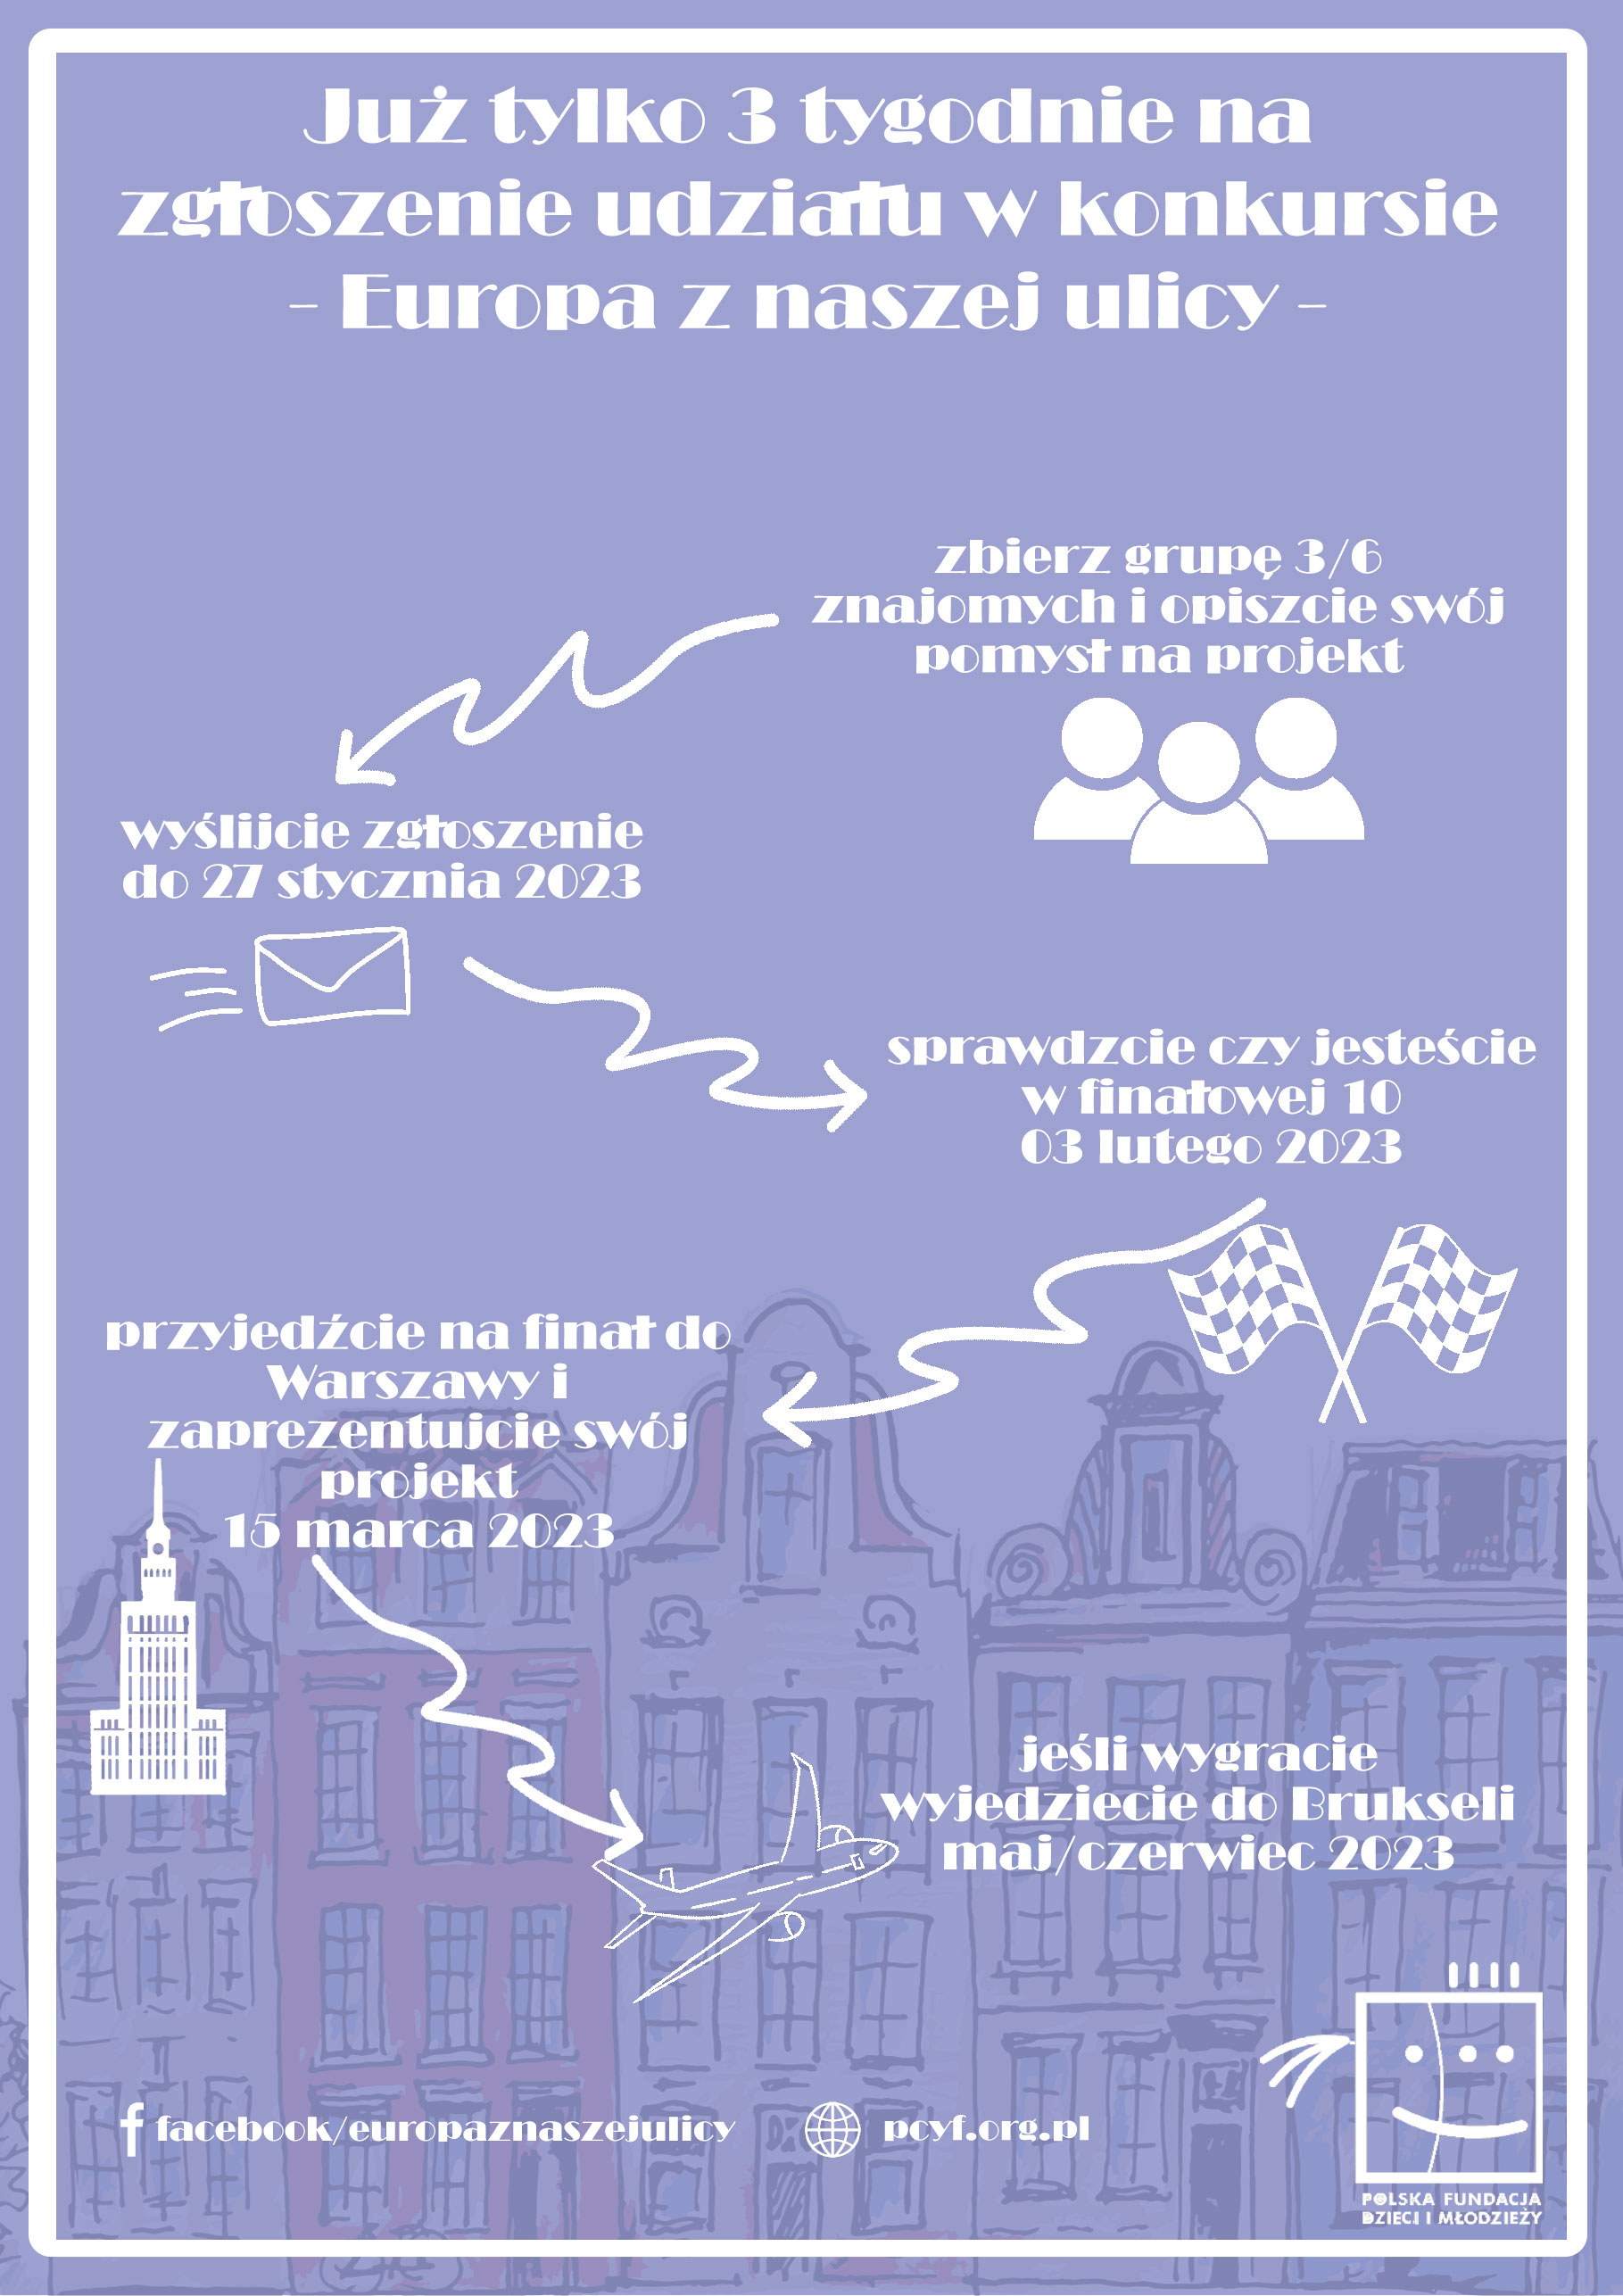 Już tylko 3 tygodnie na
zgłoszenie udziału w konkursie
- Europa z naszej ulicy -
zbierz grupę 3/6
znajomych i opiszcie swój
pomysł na projekt
wyślijcie zgłoszenie
do 27 stycznia 2023
sprawdzcie czy jesteście
w finałowej 10
03 lutego 2023
przyjedźcie na finał do
Warszawy i
zaprezentujcie swój
projekt
15 marca 2023
jeśli wygracie
wyjedziecie do Brukseli
maj/czerwiec 2023
facebook/europaznaszejulicy
pcyf.org.pl
POLSKA FUNDACJA
DZIECI I MŁODZIEŻY